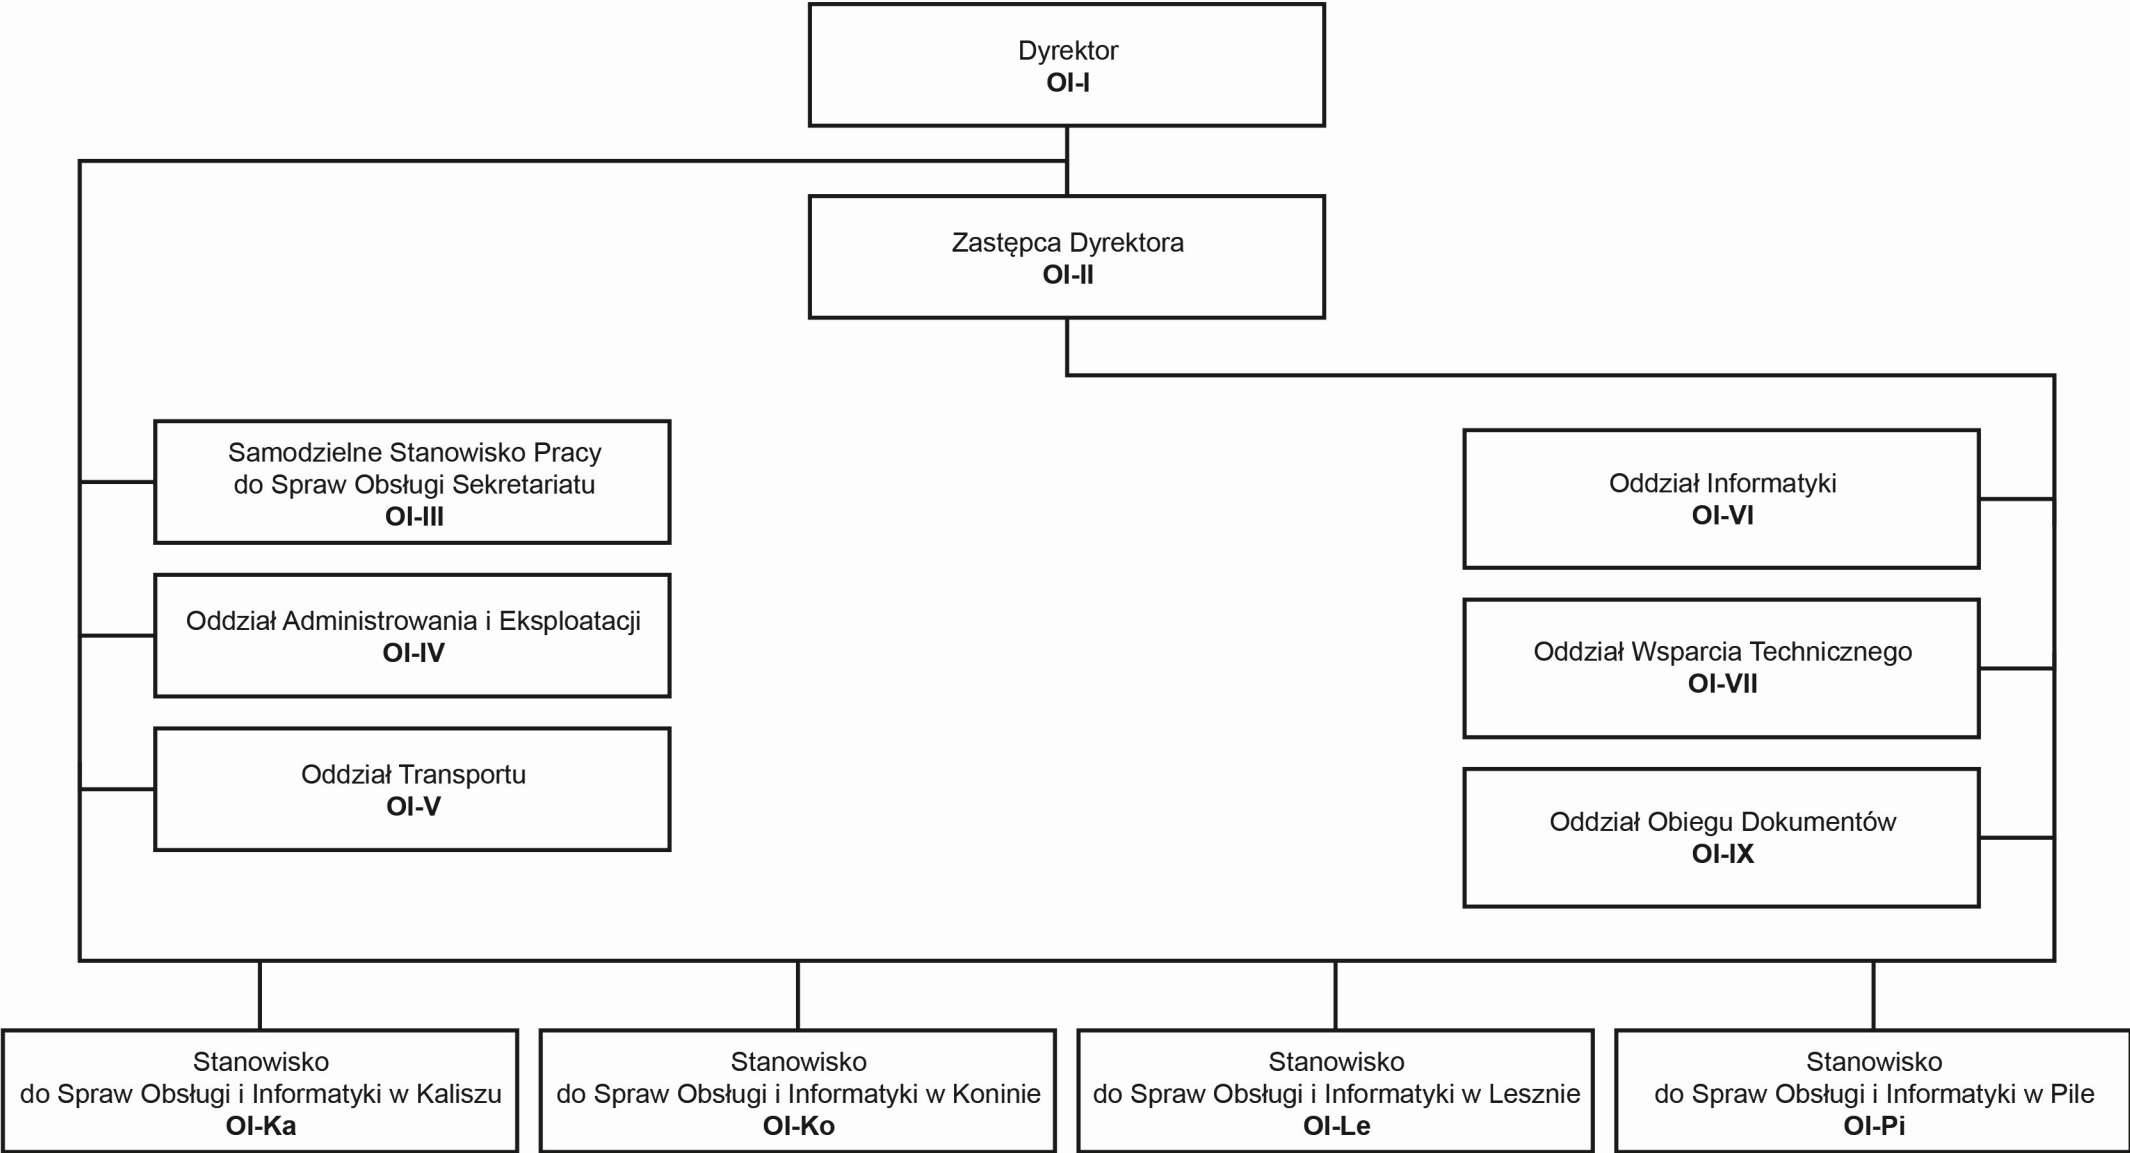 Dyrektor
OI-I
Zastępca Dyrektora
OI-II
Samodzielne Stanowisko Pracy
do Spraw Obsługi Sekretariatu
OI-III
Oddział Administrowania i Eksploatacji
OI-IV
Oddział Transportu
OI-V
Oddział Informatyki
OI-VI
Oddział Wsparcia Technicznego
OI-VII
Oddział Obiegu Dokumentów
OI-IX
Stanowisko
do Spraw Obsługi i Informatyki w Kaliszu
OI-Ka
Stanowisko
do Spraw Obsługi i Informatyki w Koninie
OI-Ko
Stanowisko
do Spraw Obsługi i Informatyki w Lesznie
OI-Le
Stanowisko
do Spraw Obsługi i Informatyki w Pile
OI-Pi